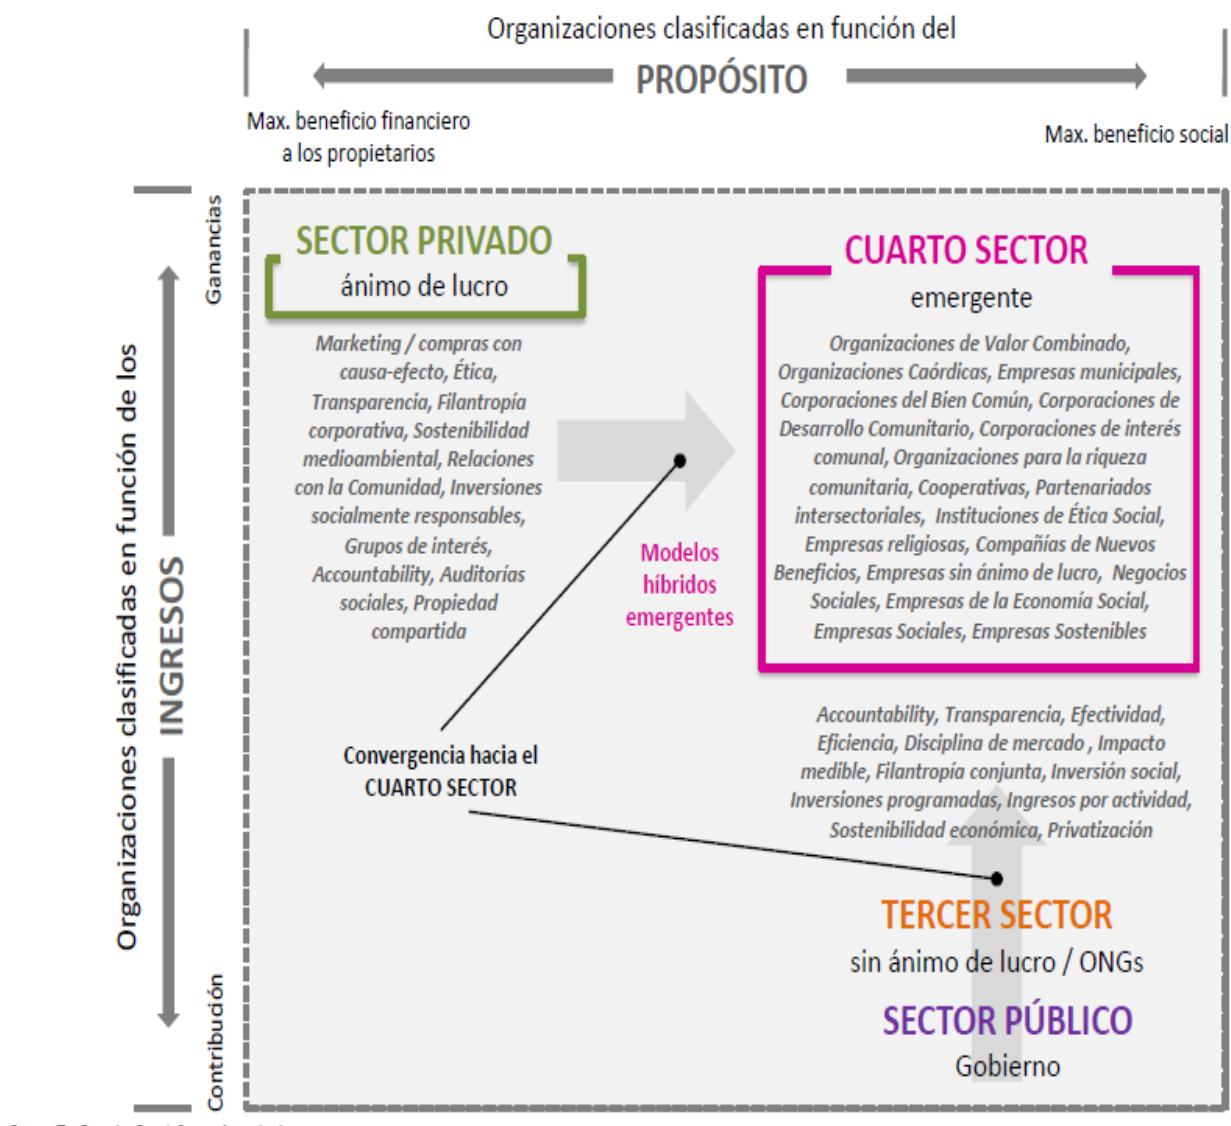 Organizaciones clasificadas en función del
PROPÓSITO
Max. beneficio financiero
a los propietarios
Max. beneficio social
Organizaciones clasificadas en función de los
INGRESOS
Ganancias
Contribución
SECTOR PRIVADO
ánimo de lucro
Marketing / compras con
causa-efecto, Ética,
Transparencia, Filantropía
corporativa, Sostenibilidad
medioambiental, Relaciones
con la Comunidad, Inversiones
socialmente responsables,
Grupos de interés,
Accountability, Auditorías
sociales, Propiedad
compartida
Modelos
híbridos
emergentes
Convergencia hacia el
CUARTO SECTOR
CUARTO SECTOR
emergente
Organizaciones de Valor Combinado,
Organizaciones Caórdicas, Empresas municipales,
Corporaciones del Bien Común, Corporaciones de
Desarrollo Comunitario, Corporaciones de interés
comunal, Organizaciones para la riqueza
comunitaria, Cooperativas, Partenariados
intersectoriales, Instituciones de Ética Social,
Empresas religiosas, Compañías de Nuevos
Beneficios, Empresas sin ánimo de lucro, Negocios
Sociales, Empresas de la Economía Social,
Empresas Sociales, Empresas Sostenibles
Accountability, Transparencia, Efectividad,
Eficiencia, Disciplina de mercado , Impacto
medible, Filantropía conjunta, Inversión social,
Inversiones programadas, Ingresos por actividad,
Sostenibilidad económica, Privatización
TERCER SECTOR
sin ánimo de lucro / ONGs
SECTOR PÚBLICO
Gobierno